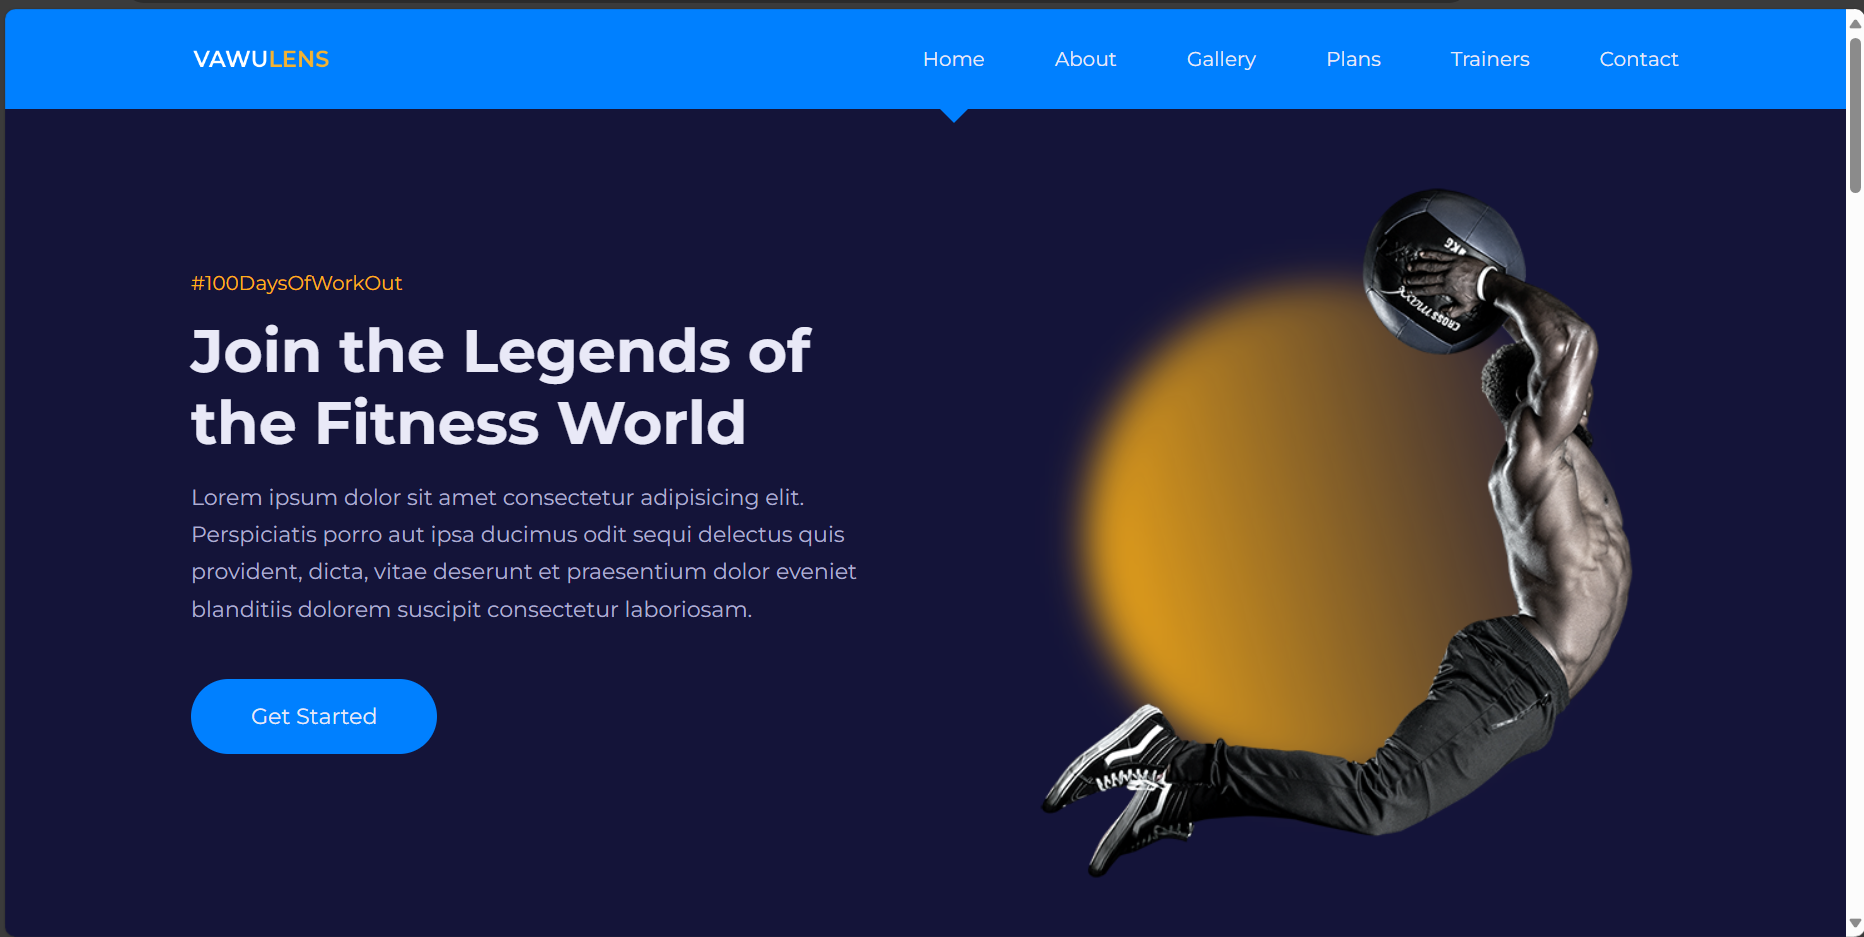 VAWULENS
Home
About
Gallery
Plans
Trainers
Contact
#100DaysOfWorkOut
Join the Legends of
the Fitness World
Lorem ipsum dolor sit amet consectetur adipisicing elit.
Perspiciatis porro aut ipsa ducimus odit sequi delectus quis
provident, dicta, vitae deserunt et praesentium dolor eveniet
blanditiis dolorem suscipit consectetur laboriosam.
Get Started
4KG
CROSSMAXX